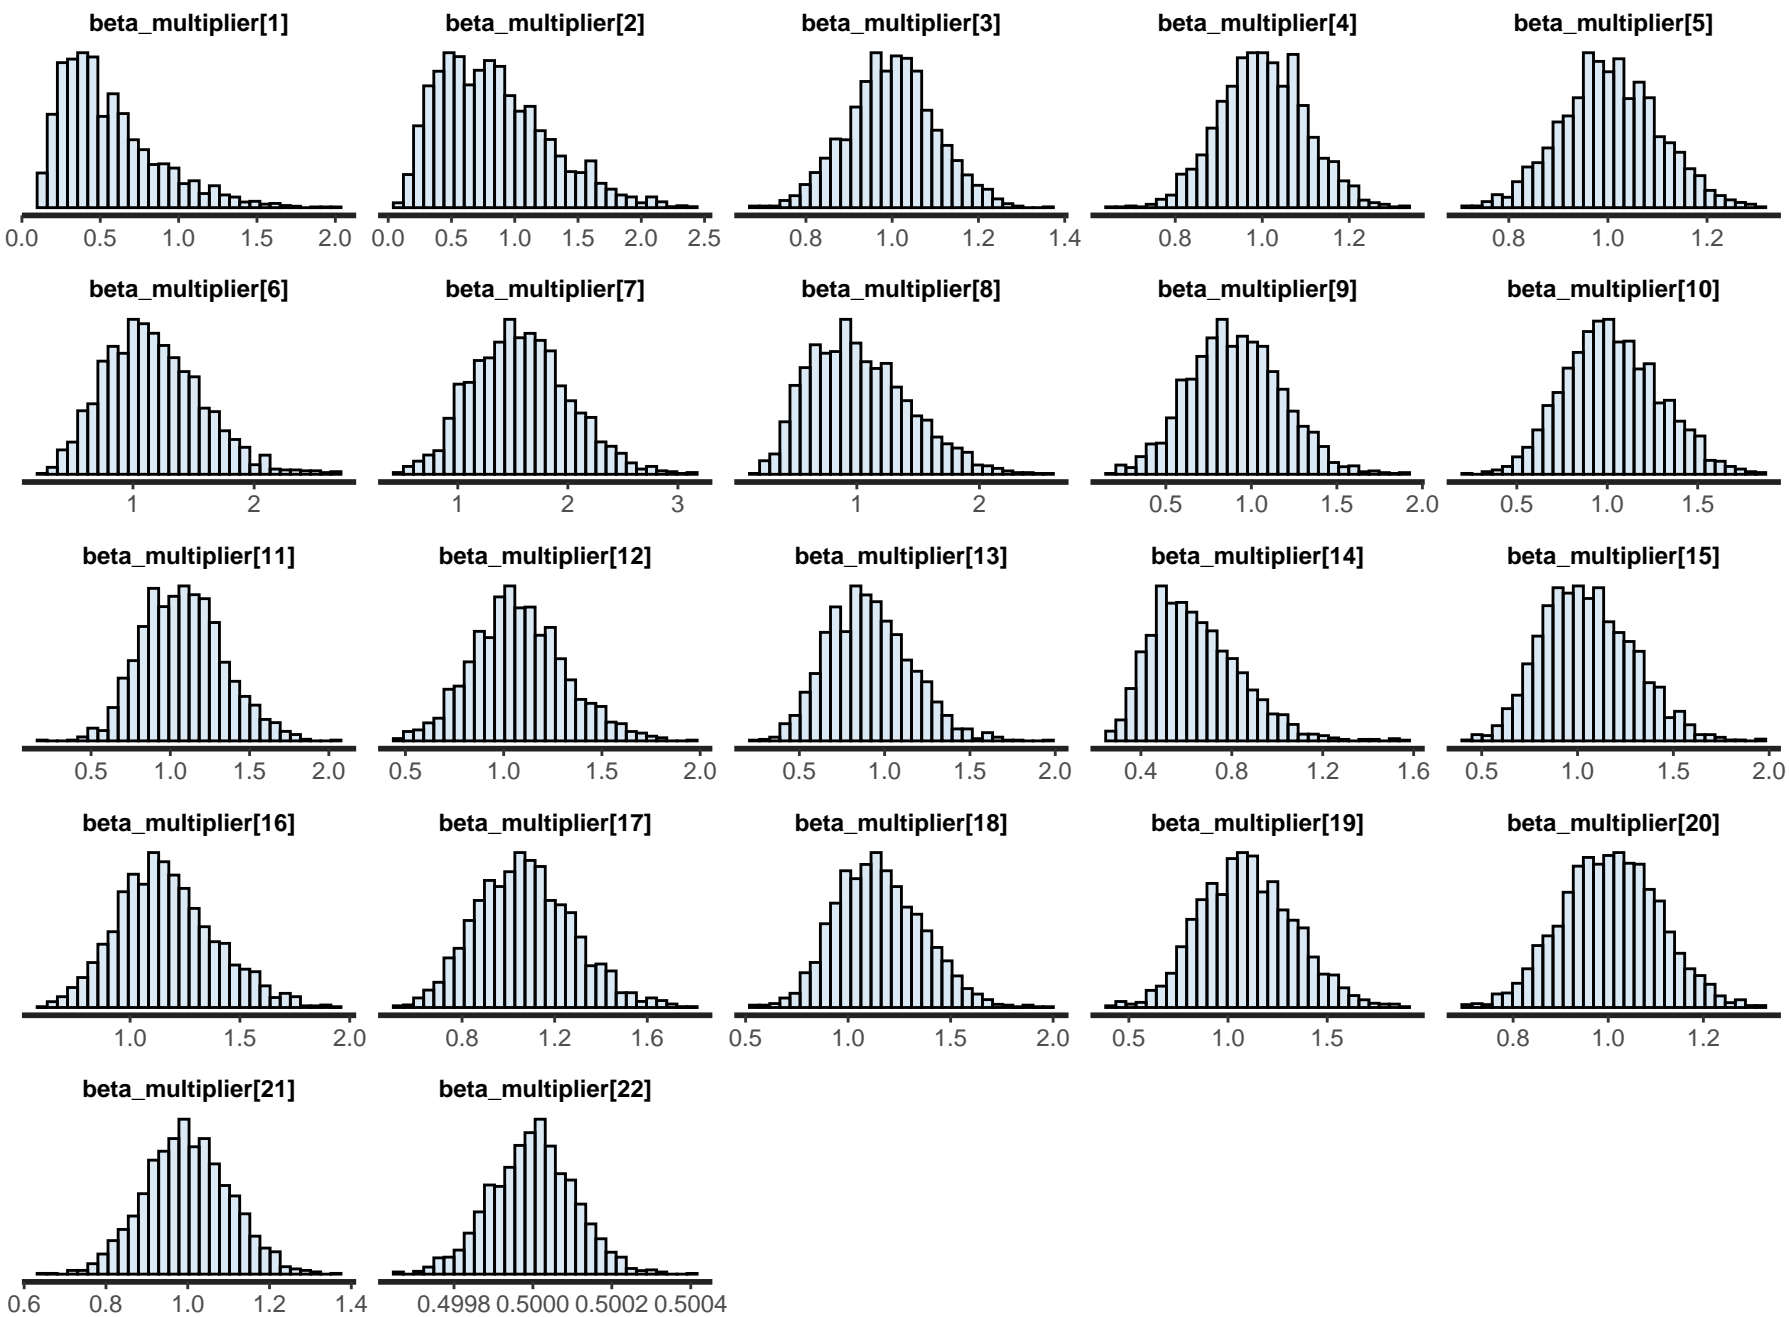 beta_multiplier[1] beta_multiplier[2] beta_multiplier[3] beta_multiplier[4] beta_multiplier[5]
0.0 0.5 1.0 1.5 2.0 0.0 0.5 1.0 1.5 2.0 2.5 0.8 1.0 1.2 1.4 0.8 1.0 1.2 0.8 1.0 1.2
beta_multiplier[6] beta_multiplier[7] beta_multiplier[8] beta_multiplier[9] beta_multiplier[10]
1 2 1 2 3 1 2 0.5 1.0 1.5 2.0 0.5 1.0 1.5
beta_multiplier[11] beta_multiplier[12] beta_multiplier[13] beta_multiplier[14] beta_multiplier[15]
0.5 1.0 1.5 2.0 0.5 1.0 1.5 2.0 0.5 1.0 1.5 2.0 0.4 0.8 1.2 1.6 0.5 1.0 1.5 2.0
beta_multiplier[16] beta_multiplier[17] beta_multiplier[18] beta_multiplier[19] beta_multiplier[20]
1.0 1.5 2.0 0.8 1.2 1.6 0.5 1.0 1.5 2.0 0.5 1.0 1.5 0.8 1.0 1.2
beta_multiplier[21] beta_multiplier[22]
0.6 0.8 1.0 1.2 1.4 0.4998 0.5000 0.5002 0.5004